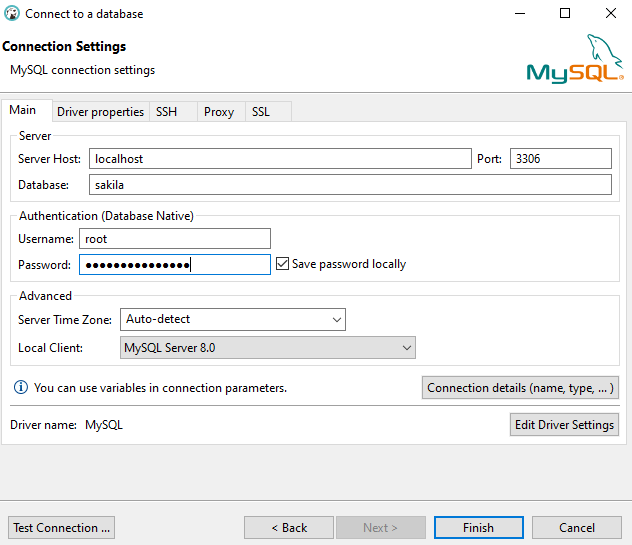 Connect to a database
Connection Settings
MySQL connection settings
MySQL®
Main Driver properties SSH Proxy SSL
Server
Server Host: localhost Port: 3306
Database: sakila
Authentication (Database Native)
Username: root
Password: ●●●●●●●●●●●●●●● Save password locally
Advanced
Server Time Zone: Auto-detect
Local Client: MySQL Server 8.0
You can use variables in connection parameters. Connection details (name, type, ... )
Driver name: MySQL Edit Driver Settings
Test Connection ... < Back Next > Finish Cancel